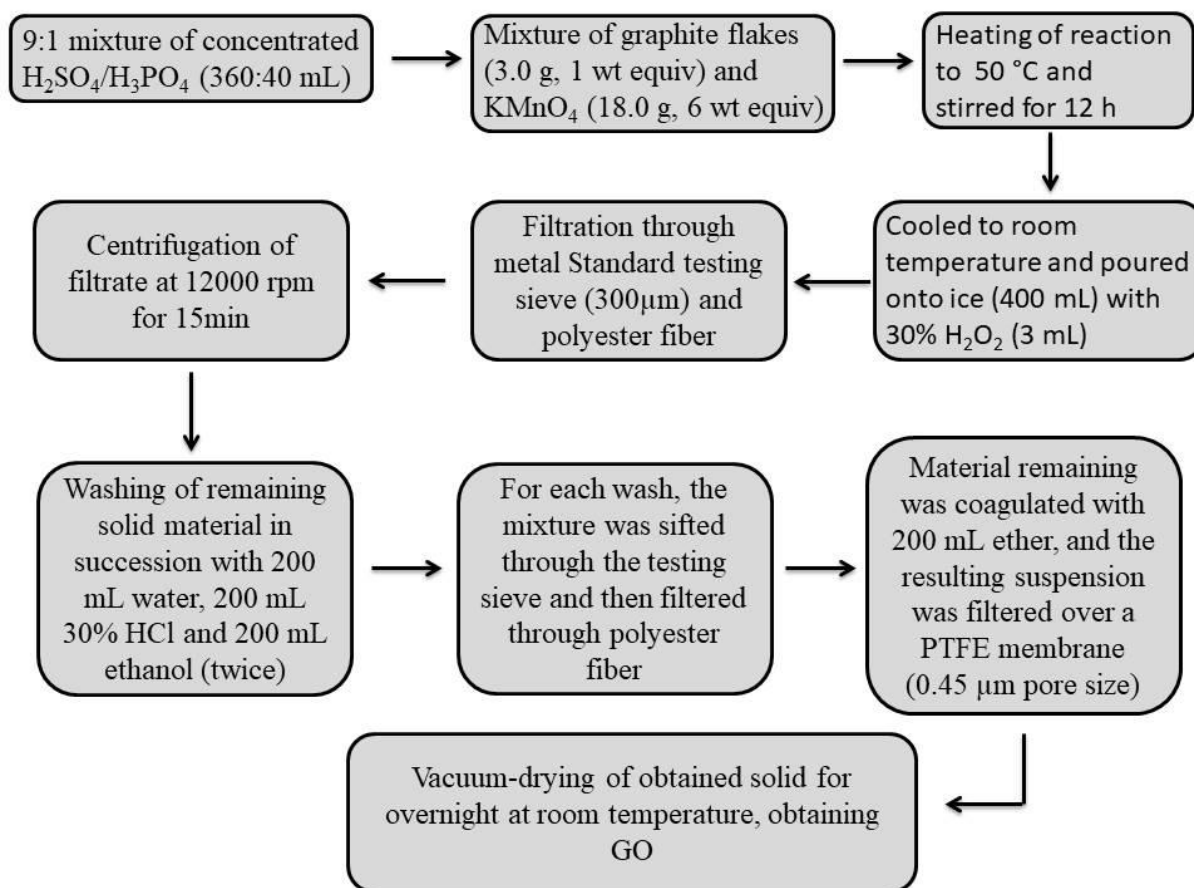 9:1 mixture of concentrated
H₂SO₄/H₃PO₄ (360:40 mL)
Mixture of graphite flakes
(3.0 g, 1 wt equiv) and
KMnO₄ (18.0 g, 6 wt equiv)
Heating of reaction
to 50 °C and
stirred for 12 h
Cooled to room
temperature and poured
onto ice (400 mL) with
30% H₂O₂ (3 mL)
Filtration through
metal Standard testing
sieve (300μm) and
polyester fiber
Centrifugation of
filtrate at 12000 rpm
for 15min
Washing of remaining
solid material in
succession with 200
mL water, 200 mL
30% HCl and 200 mL
ethanol (twice)
For each wash, the
mixture was sifted
through the testing
sieve and then filtered
through polyester
fiber
Material remaining
was coagulated with
200 mL ether, and the
resulting suspension
was filtered over a
PTFE membrane
(0.45 μm pore size)
Vacuum-drying of obtained solid for
overnight at room temperature, obtaining
GO